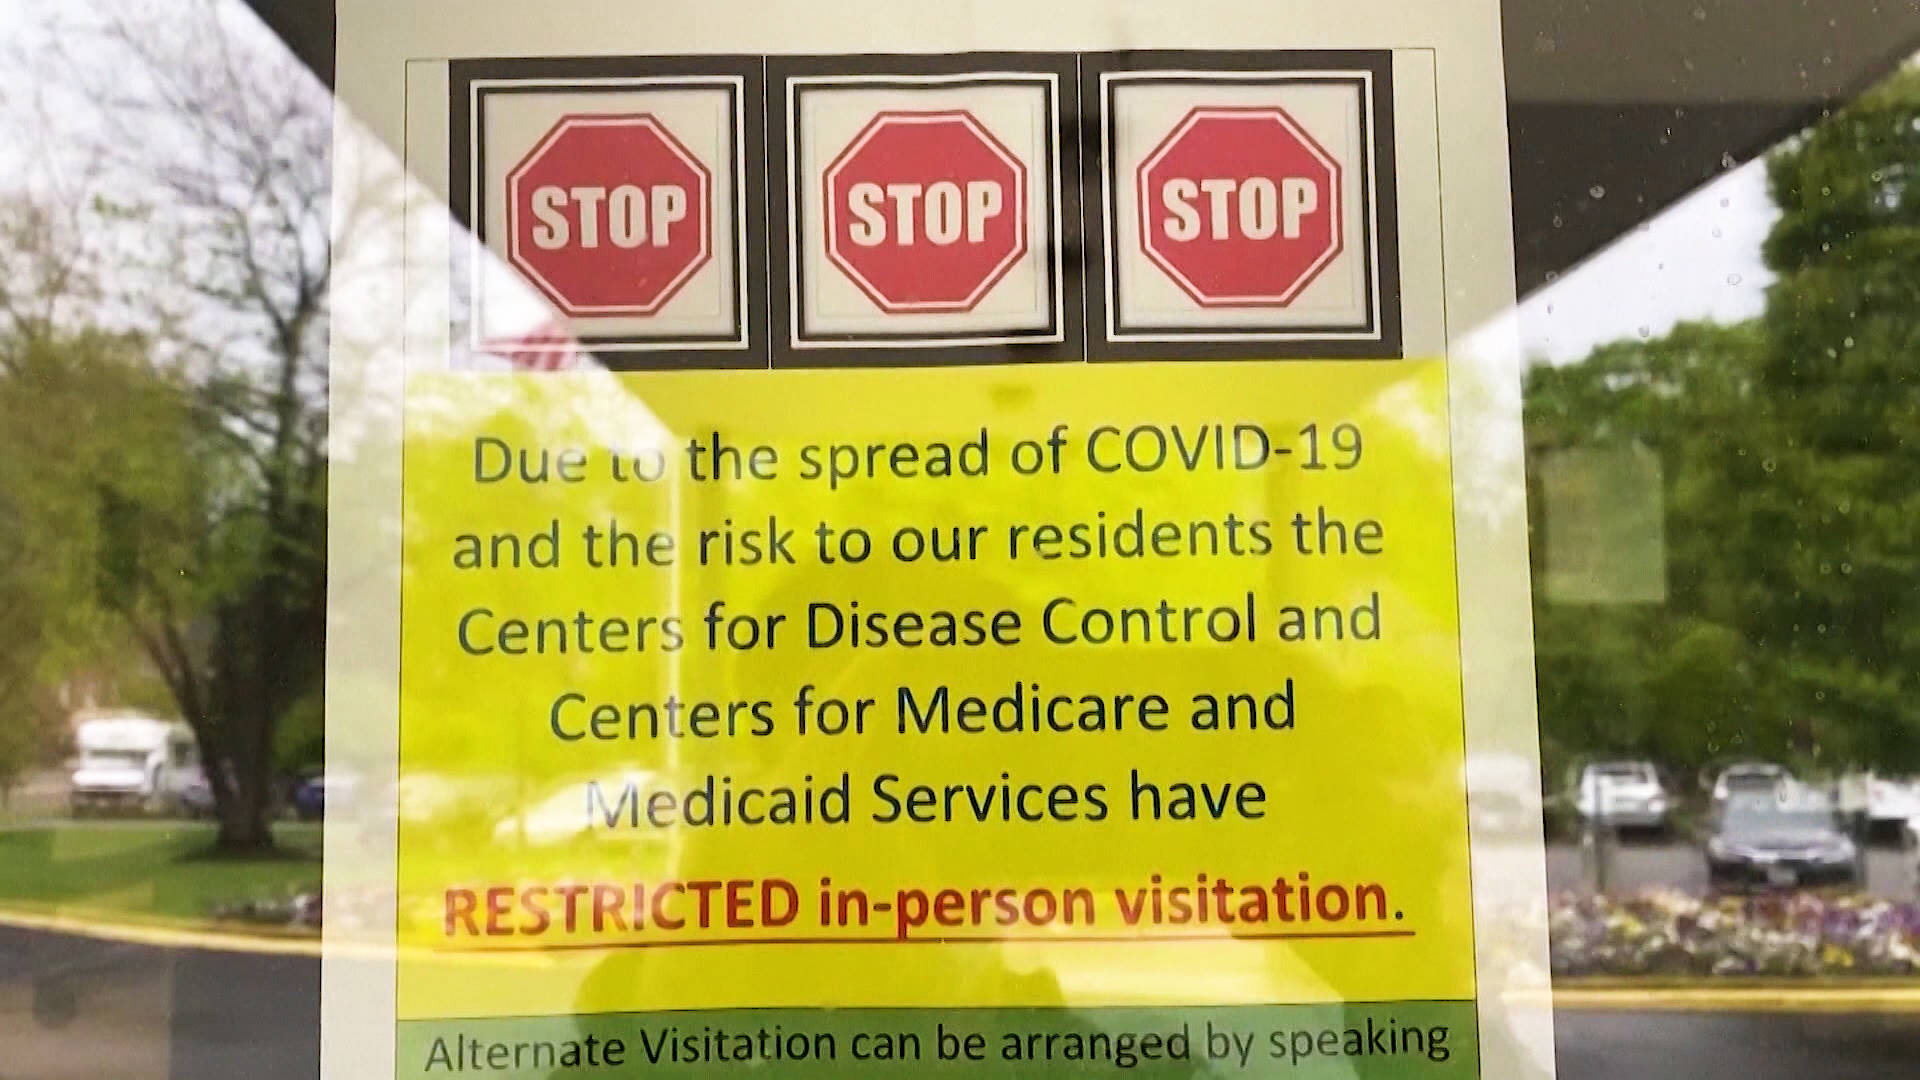 STOP STOP STOP
Due to the spread of COVID-19
and the risk to our residents the
Centers for Disease Control and
Centers for Medicare and
Medicaid Services have
RESTRICTED in-person visitation.
Alternate Visitation can be arranged by speaking